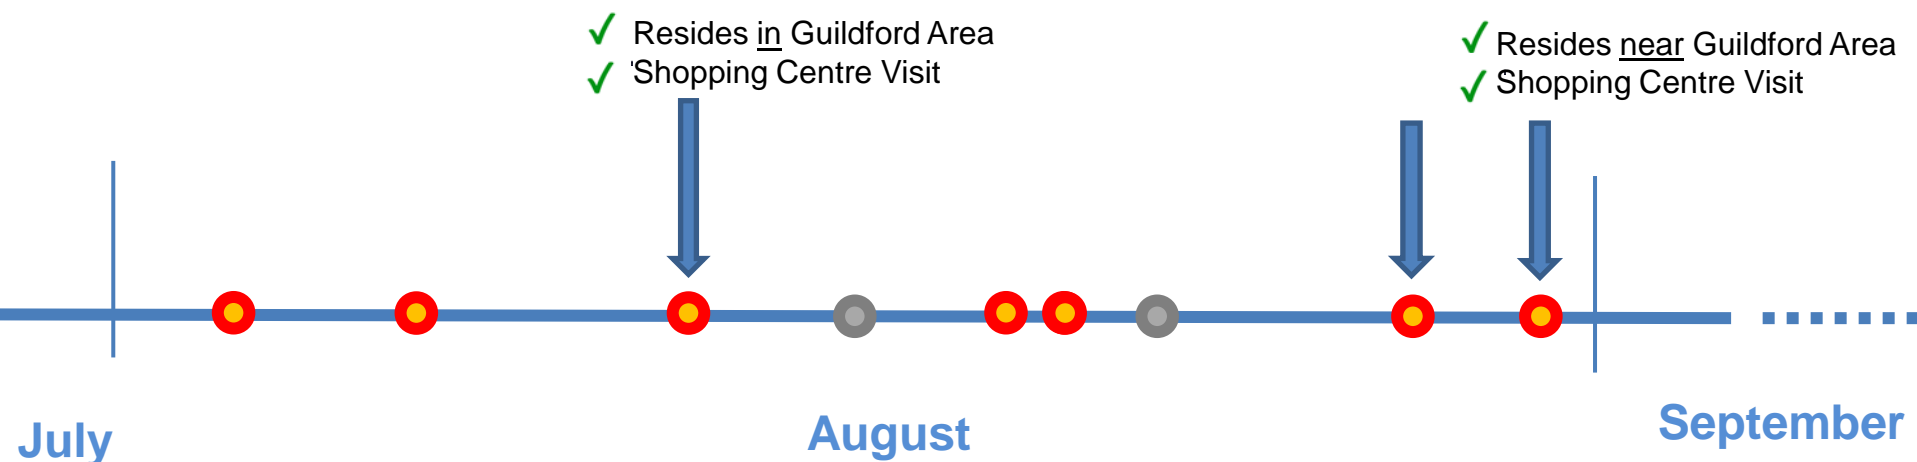 Resides in Guildford Area
Shopping Centre Visit
Resides near Guildford Area
Shopping Centre Visit
July
August
September